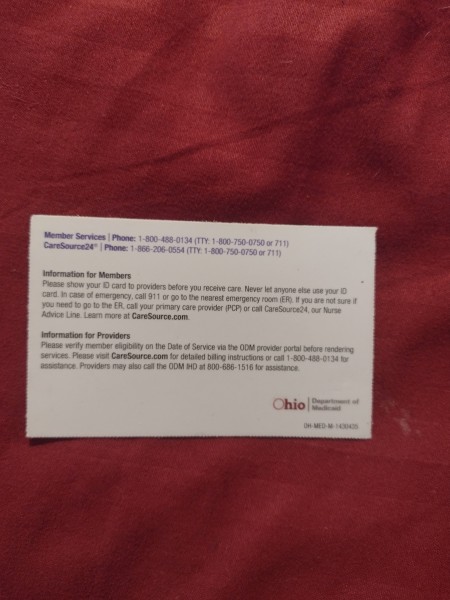 Member Services | Phone: 1-800-488-0134 (TTY: 1-800-750-0750 or 711)
CareSource24® | Phone: 1-866-206-0554 (TTY: 1-800-750-0750 or 711)
Information for Members
Please show your ID card to providers before you receive care. Never let anyone else use your ID
card. In case of emergency, call 911 or go to the nearest emergency room (ER). If you are not sure if
you need to go to the ER, call your primary care provider (PCP) or call CareSource24, our Nurse
Advice Line. Learn more at CareSource.com.
Information for Providers
Please verify member eligibility on the Date of Service via the ODM provider portal before rendering
services. Please visit CareSource.com for detailed billing instructions or call 1-800-488-0134 for
assistance. Providers may also call the ODM IHD at 800-686-1516 for assistance.
Ohio | Department of
Medicaid
OH-MED-M-1430435